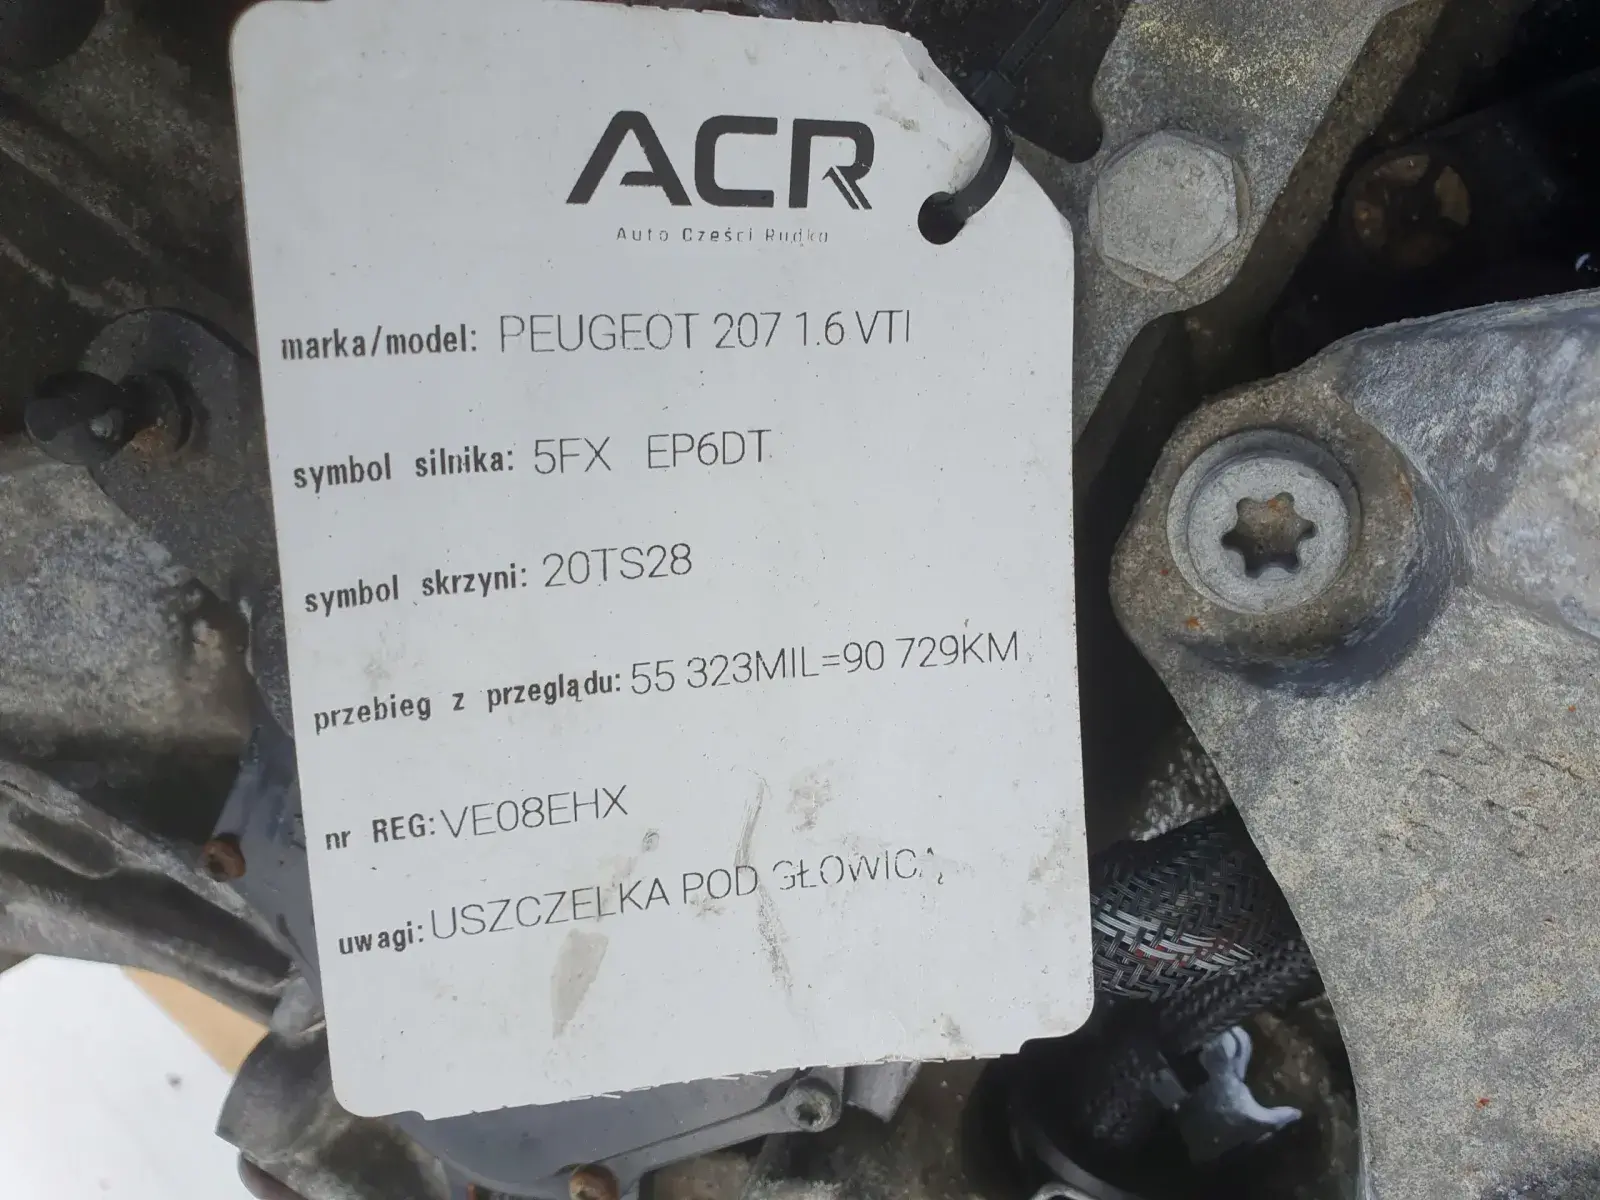 ACR
Auto Części Rudka
marka/model: PEUGEOT 207 1.6 VTI
symbol silnika: 5FX EP6DT
symbol skrzyni: 20TS28
przebieg z przeglądu: 55 323MIL=90 729KM
nr REG: VE08EHX
uwagi: USZCZELKA POD GŁOWICĄ